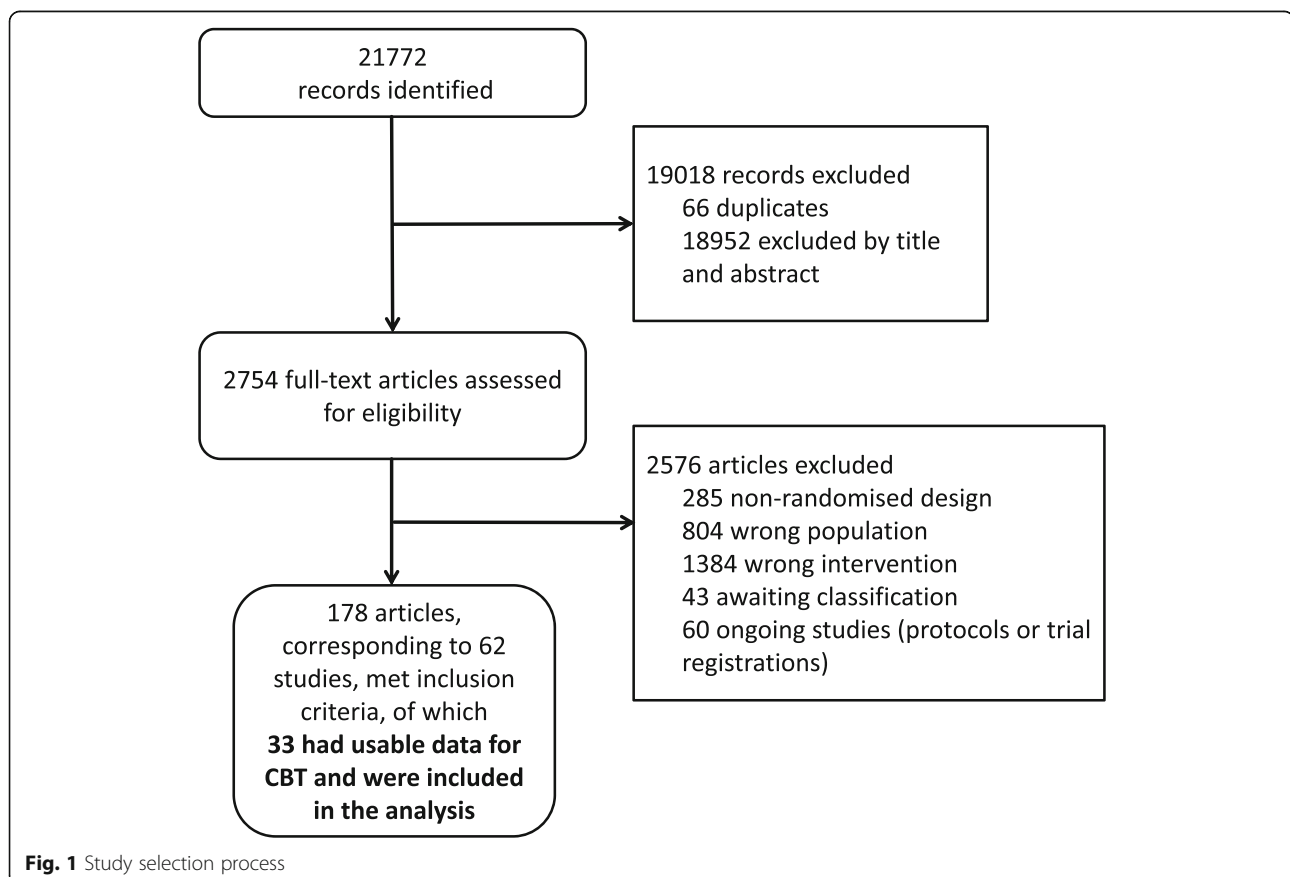 21772
records identified
19018 records excluded
66 duplicates
18952 excluded by title
and abstract
2754 full-text articles assessed
for eligibility
2576 articles excluded
285 non-randomised design
804 wrong population
1384 wrong intervention
43 awaiting classification
60 ongoing studies (protocols or trial
registrations)
178 articles,
corresponding to 62
studies, met inclusion
criteria, of which
33 had usable data for
CBT and were included
in the analysis
Fig. 1 Study selection process